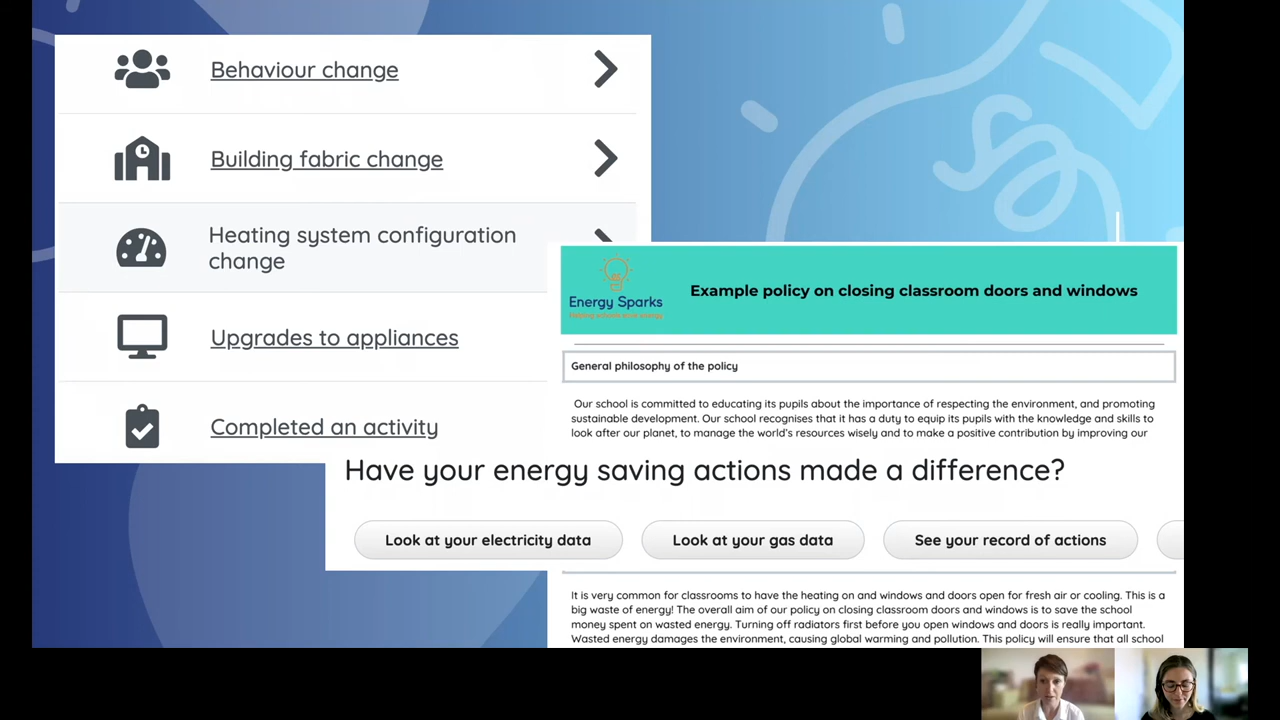 Behaviour change
Building fabric change
Heating system configuration
change
Upgrades to appliances
Completed an activity
Energy Sparks
Helping schools save energy
Example policy on closing classroom doors and windows
General philosophy of the policy
Our school is committed to educating its pupils about the importance of respecting the environment, and promoting
sustainable development. Our school recognises that it has a duty to equip its pupils with the knowledge and skills to
look after our planet, to manage the world's resources wisely and to make a positive contribution by improving our
Have your energy saving actions made a difference?
Look at your electricity data
Look at your gas data
See your record of actions
It is very common for classrooms to have the heating on and windows and doors open for fresh air or cooling. This is a
big waste of energy! The overall aim of our policy on closing classroom doors and windows is to save the school
money spent on wasted energy. Turning off radiators first before you open windows and doors is really important.
Wasted energy damages the environment, causing global warming and pollution. This policy will ensure that all school